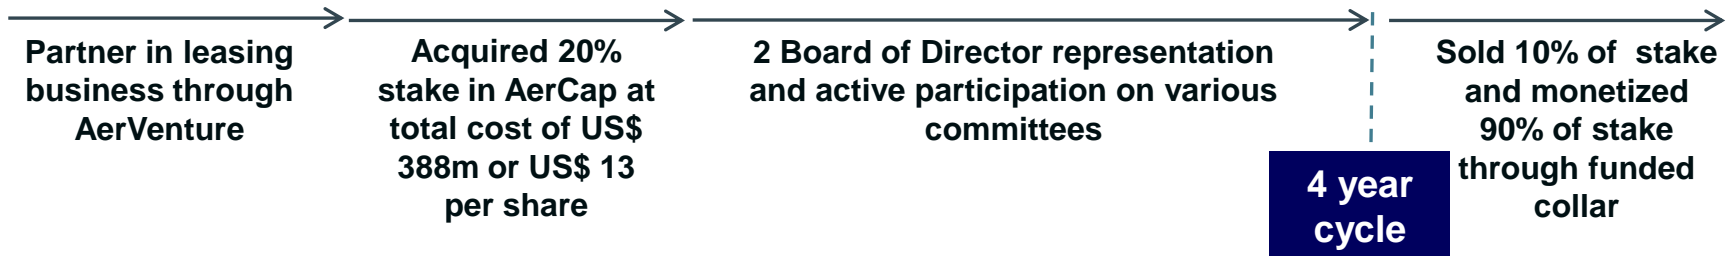 Partner in leasing
business through
AerVenture
Acquired 20%
stake in AerCap at
total cost of US$
388m or US$ 13
per share
2 Board of Director representation
and active participation on various
committees
4 year
cycle
Sold 10% of stake
and monetized
90% of stake
through funded
collar